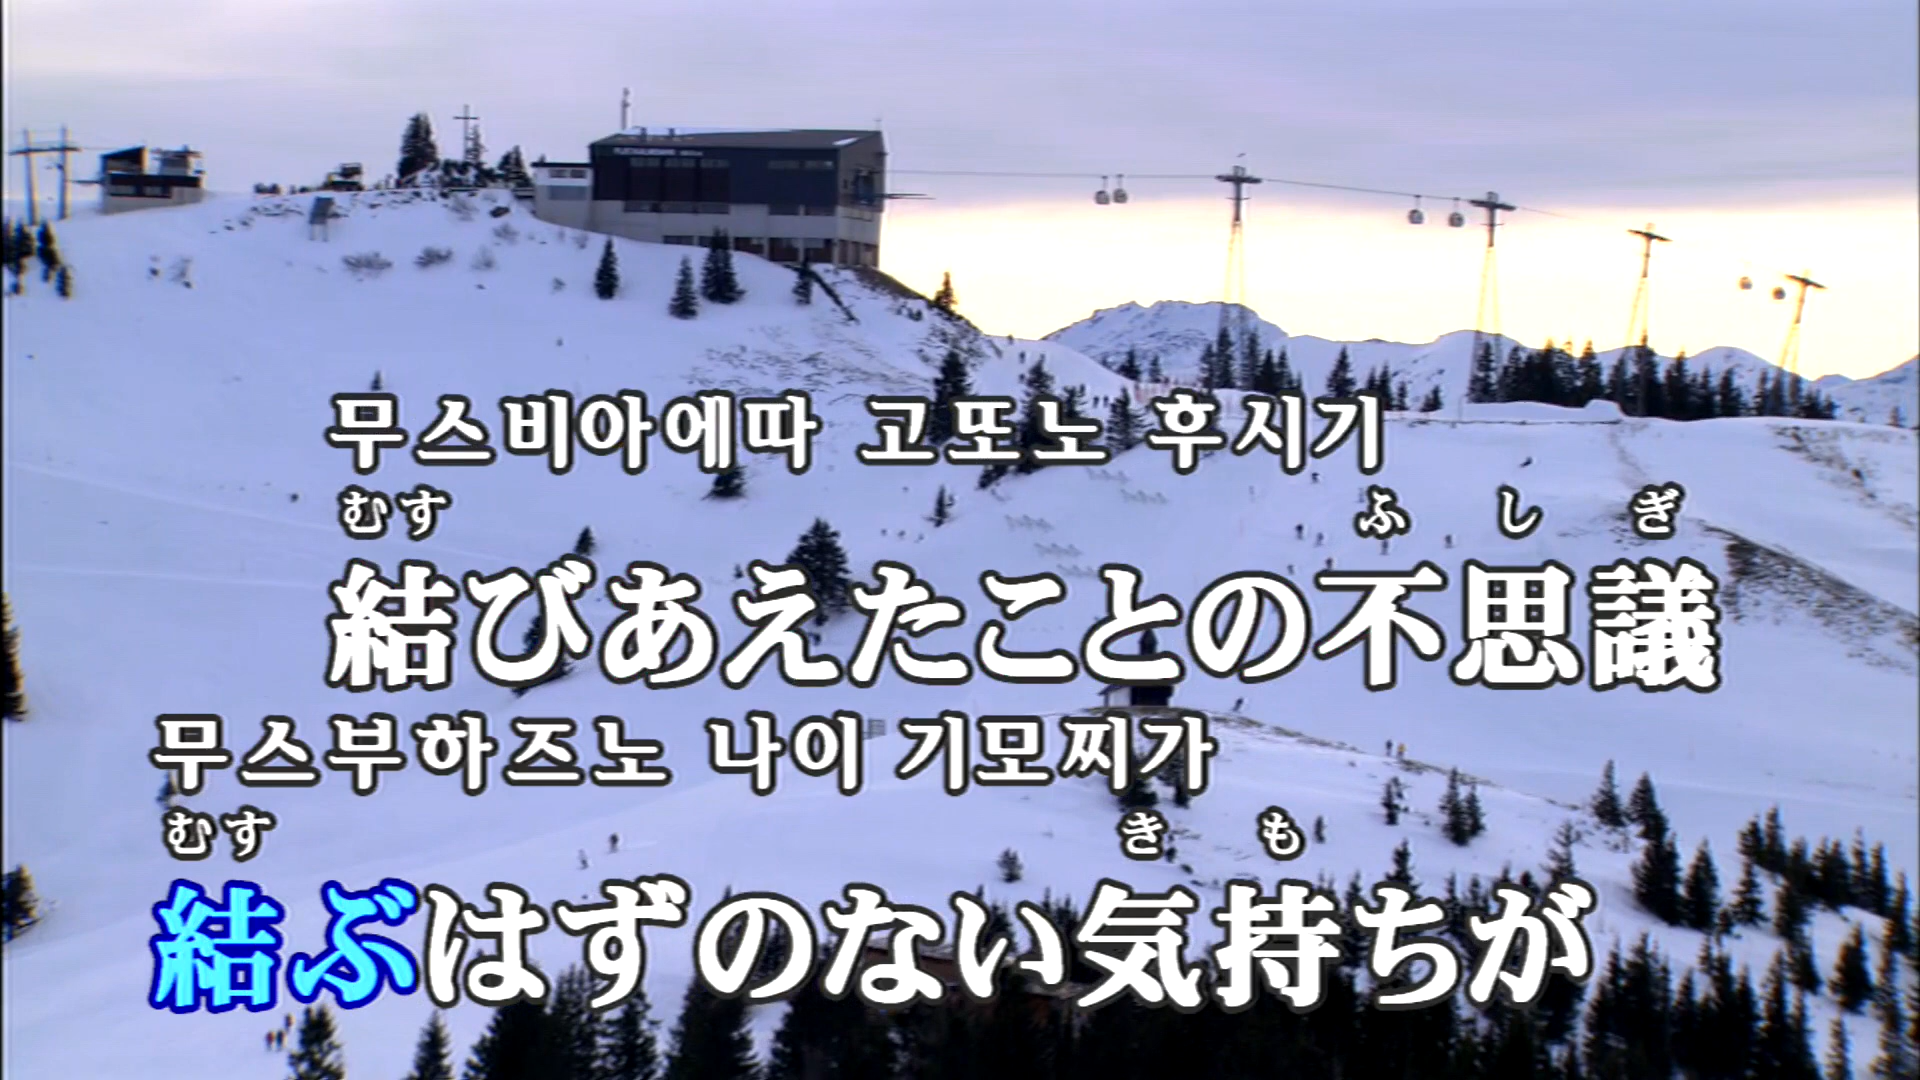 무스비아에따 고또노 후시기
むす ふ し ぎ
結びあえたことの不思議
무스부하즈노 나이 기모찌가
むす き も
結ぶはずのない気持ちが